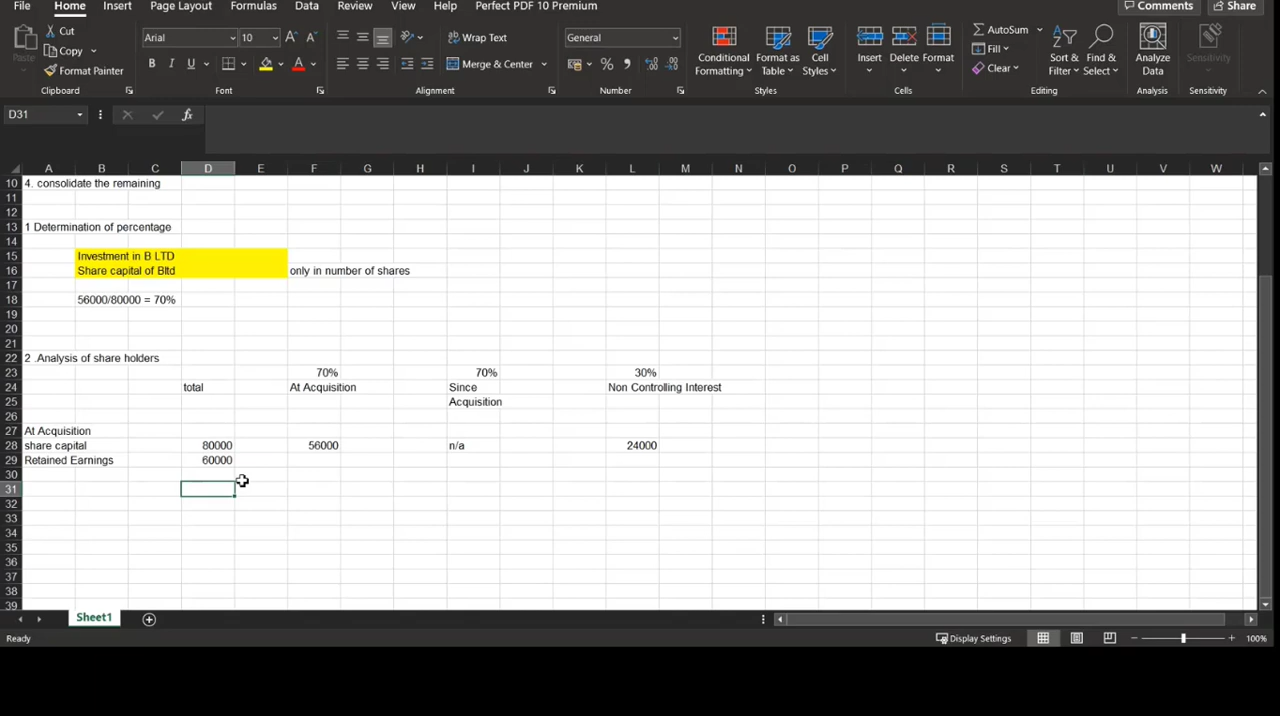 File Home Insert Page Layout Formulas Data Review View Help Perfect PDF 10 Premium Comments Share
Cut
Copy
Format Painter
Paste
Arial 10
Wrap Text
Merge & Center
General
Conditional Formatting
Format as Table
Cell Styles
Insert Delete Format
AutoSum
Fill
Clear
Sort & Filter
Find & Select
Analyze Data
Sensitivity
Clipboard Font Alignment Number Styles Cells Editing Analysis Sensitivity
D31 fx
A B C D E F G H I J K L M N O P Q R S T U V W
10 4. consolidate the remaining
11
12
13 1 Determination of percentage
14
15 Investment in B LTD
16 Share capital of Bltd only in number of shares
17
18 56000/80000 = 70%
19
20
21
22 2 .Analysis of share holders
23 70% 70% 30%
24 total At Acquisition Since Non Controlling Interest
25 Acquisition
26
27 At Acquisition
28 share capital 80000 56000 n/a 24000
29 Retained Earnings 60000
30
31
32
33
34
35
36
37
38
39
Sheet1
Ready Display Settings 100%